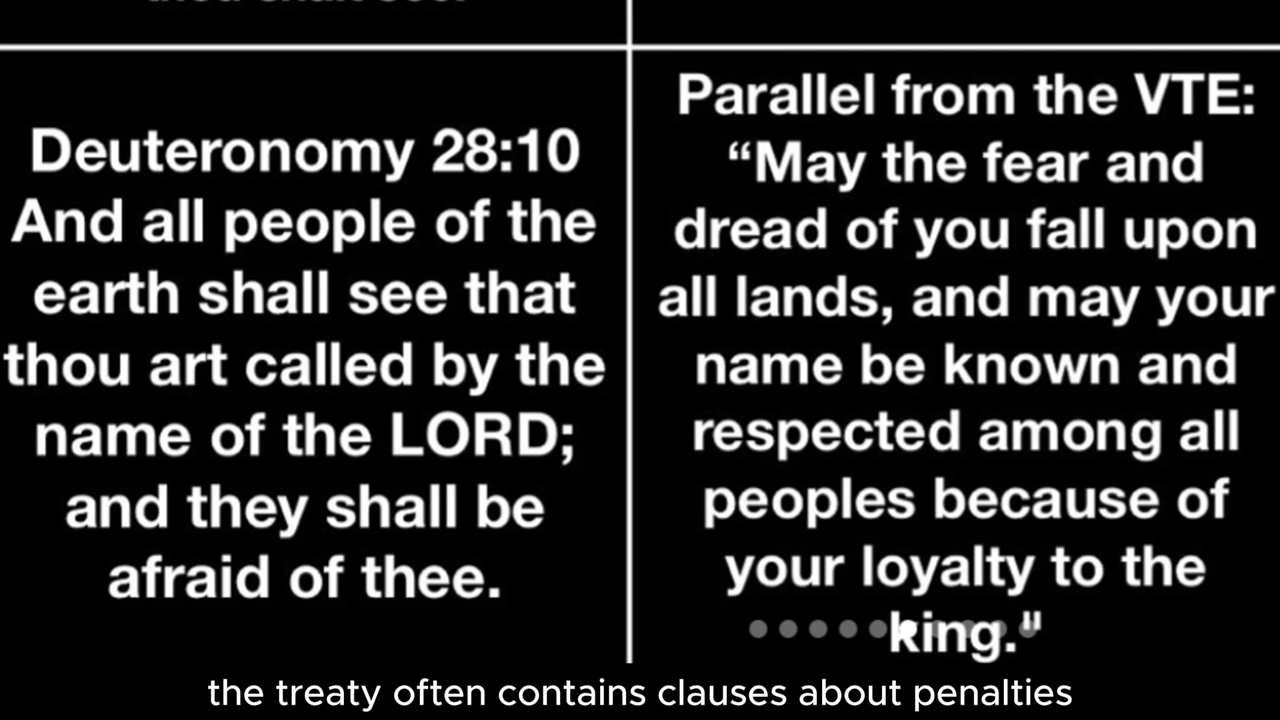 Deuteronomy 28:10
And all people of the
earth shall see that
thou art called by the
name of the LORD;
and they shall be
afraid of thee.
Parallel from the VTE:
“May the fear and
dread of you fall upon
all lands, and may your
name be known and
respected among all
peoples because of
your loyalty to the
king."
the treaty often contains clauses about penalties